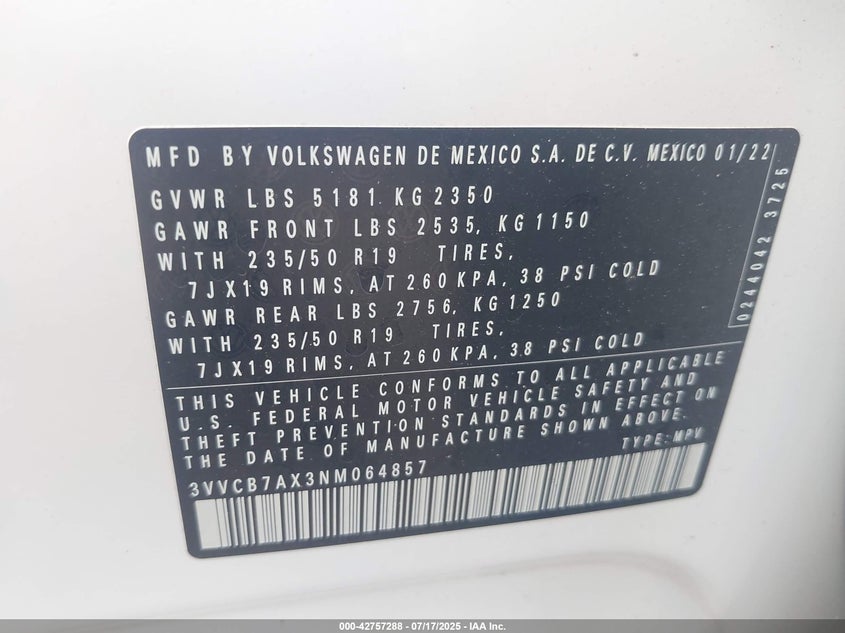 MFD BY VOLKSWAGEN DE MEXICO S.A. DE C.V. MEXICO 01/22
GVWR LBS 5181 KG 2350
GAWR FRONT LBS 2535, KG 1150
WITH 235/50 R19 TIRES,
7JX19 RIMS, AT 260 KPA, 38 PSI COLD
GAWR REAR LBS 2756, KG 1250
WITH 235/50 R19 TIRES,
7JX19 RIMS, AT 260 KPA, 38 PSI COLD
0244042 3725
THIS VEHICLE CONFORMS TO ALL APPLICABLE
U.S. FEDERAL MOTOR VEHICLE SAFETY AND
THEFT PREVENTION STANDARDS IN EFFECT ON
THE DATE OF MANUFACTURE SHOWN ABOVE.
TYPE: MPV
3VVCB7AX3NM064857
000-42757288 - 07/17/2025 - IAA Inc.